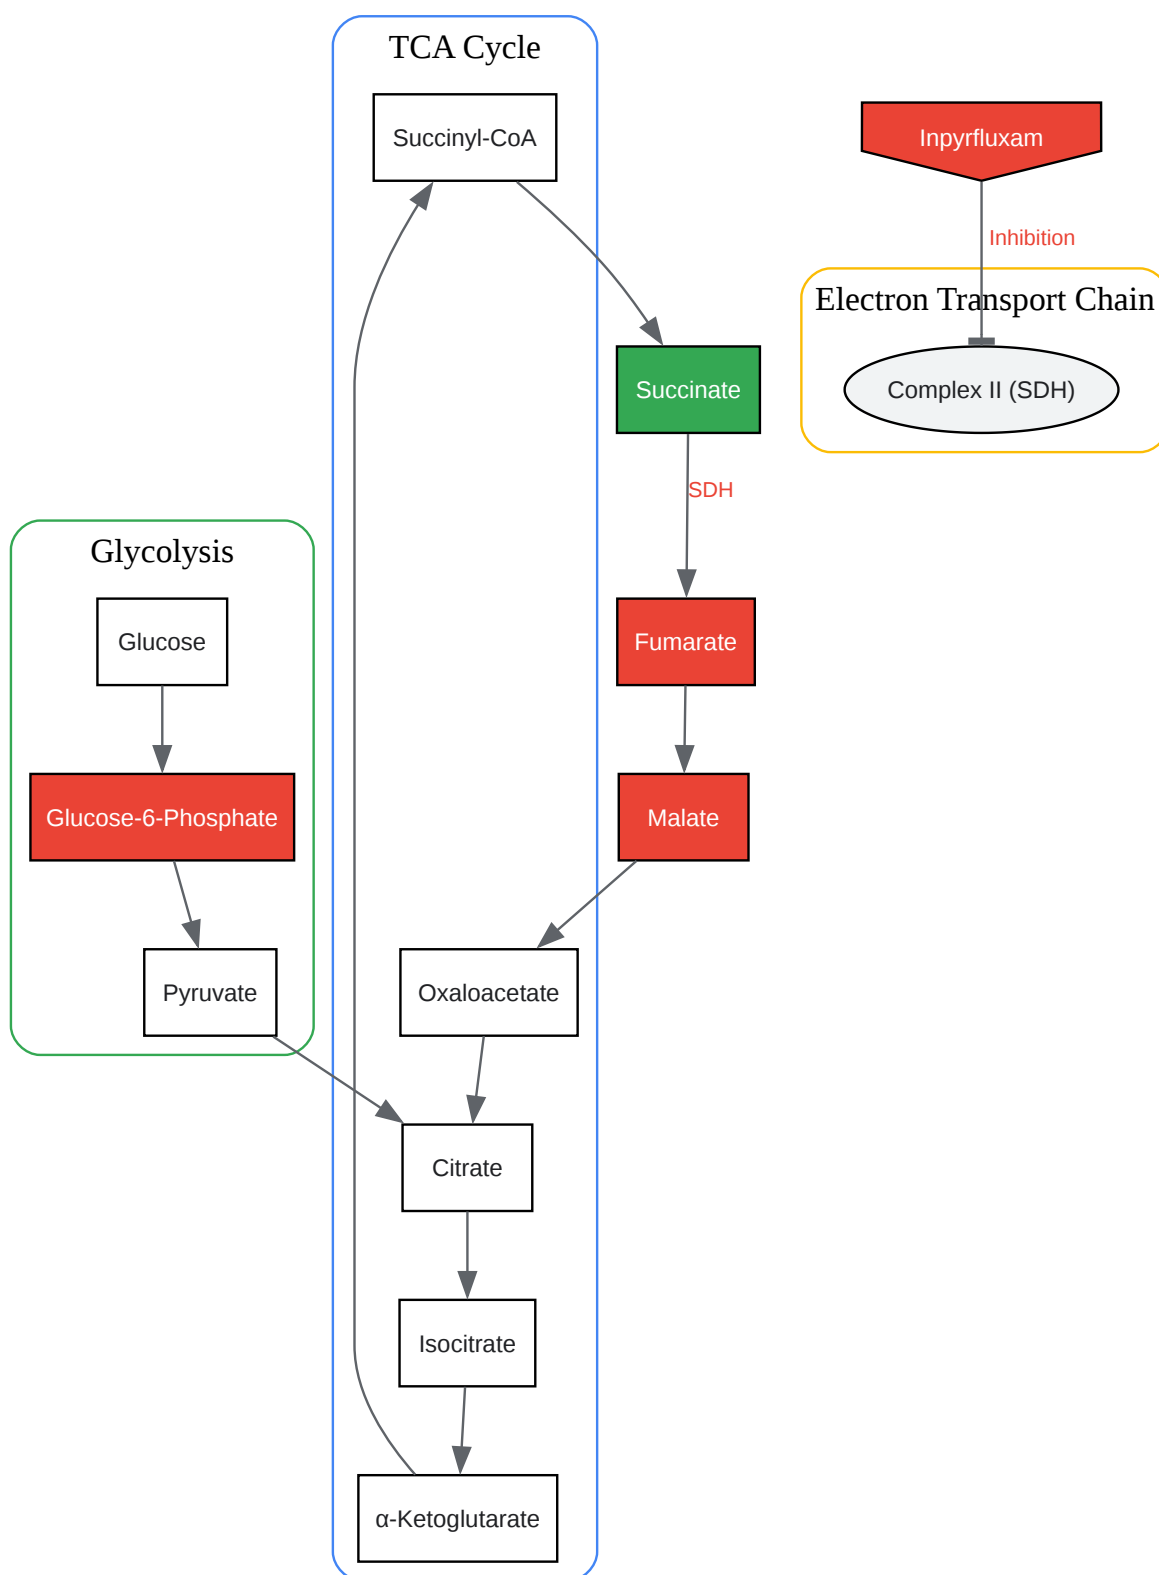 TCA Cycle
Succinyl-CoA
Inpyrfluxam
Inhibition
Electron Transport Chain
Succinate
Complex II (SDH)
SDH
Glycolysis
Glucose
Fumarate
Glucose-6-Phosphate
Malate
Pyruvate
Oxaloacetate
Citrate
Isocitrate
α-Ketoglutarate